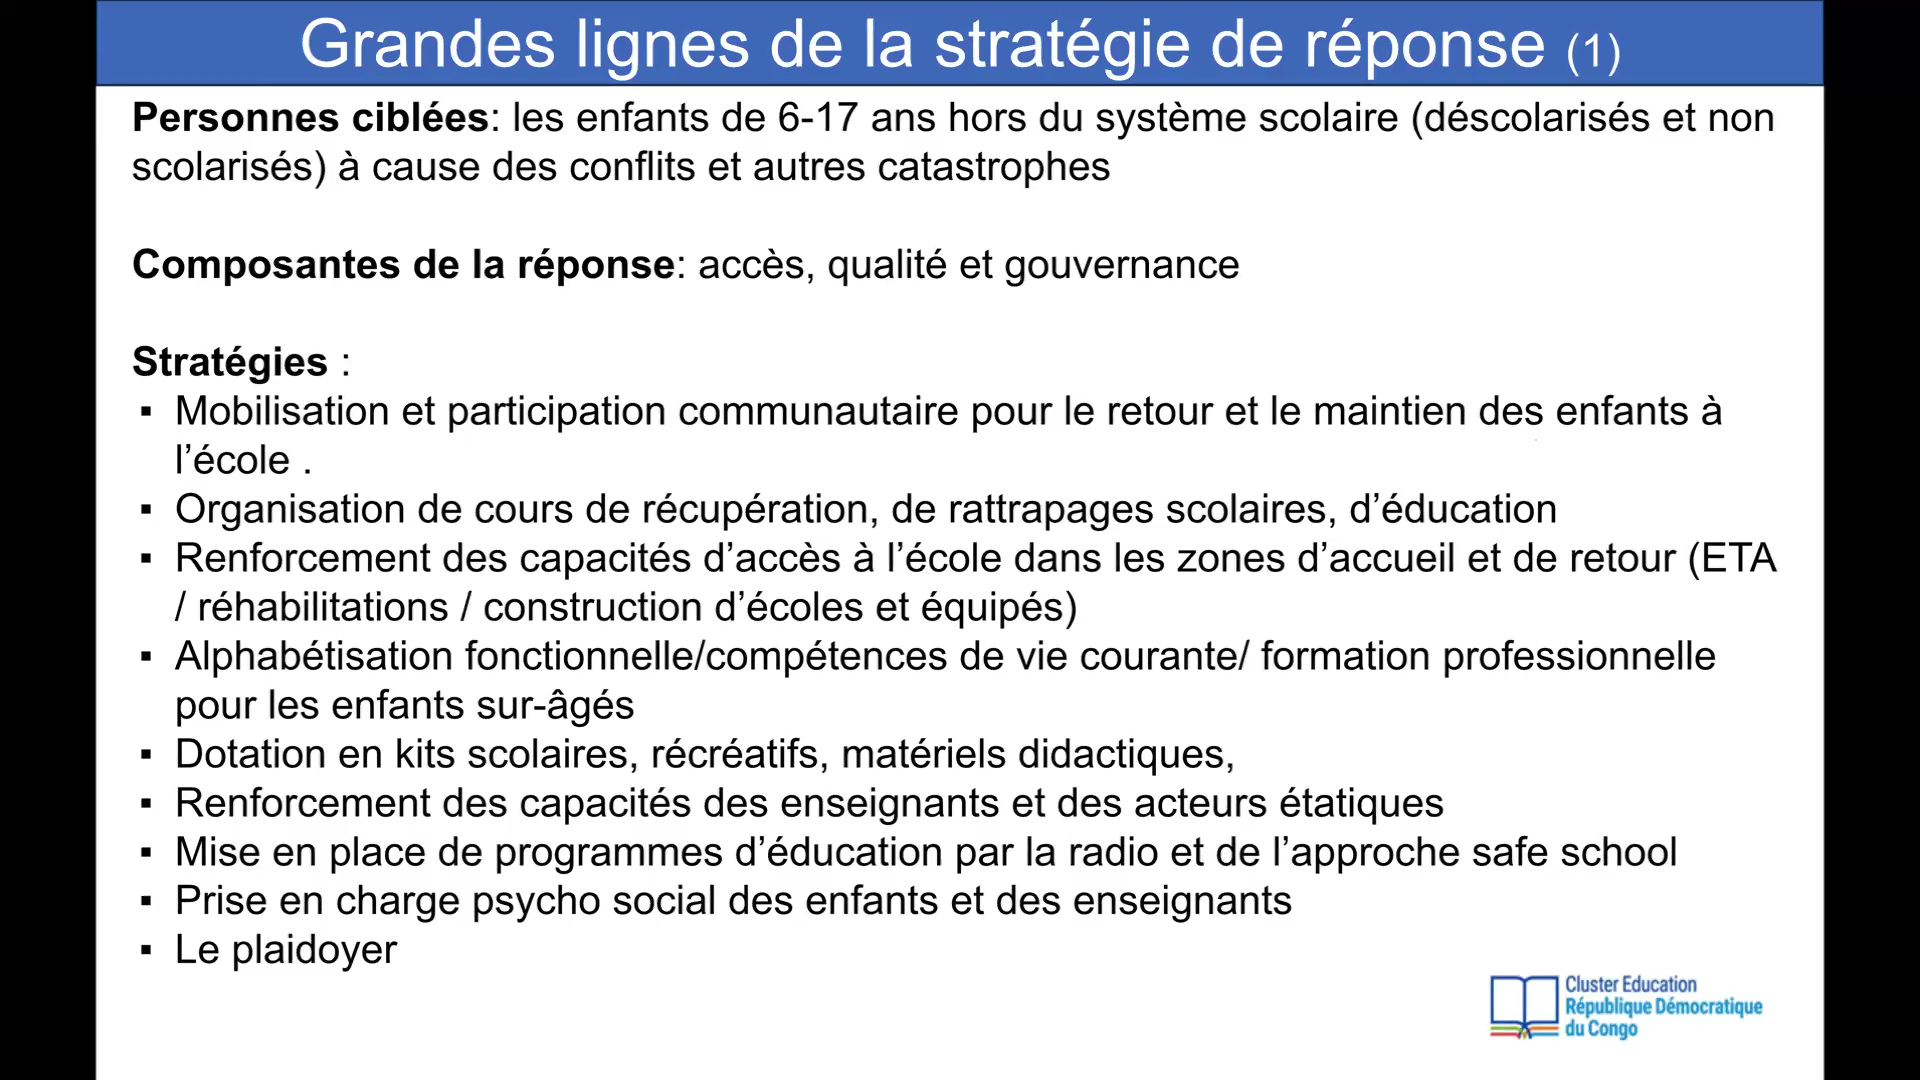 Grandes lignes de la stratégie de réponse (1)
Personnes ciblées: les enfants de 6-17 ans hors du système scolaire (déscolarisés et non
scolarisés) à cause des conflits et autres catastrophes
Composantes de la réponse: accès, qualité et gouvernance
Stratégies :
▪ Mobilisation et participation communautaire pour le retour et le maintien des enfants à
l’école .
▪ Organisation de cours de récupération, de rattrapages scolaires, d’éducation
▪ Renforcement des capacités d’accès à l’école dans les zones d’accueil et de retour (ETA
/ réhabilitations / construction d’écoles et équipés)
▪ Alphabétisation fonctionnelle/compétences de vie courante/ formation professionnelle
pour les enfants sur-âgés
▪ Dotation en kits scolaires, récréatifs, matériels didactiques,
▪ Renforcement des capacités des enseignants et des acteurs étatiques
▪ Mise en place de programmes d’éducation par la radio et de l’approche safe school
▪ Prise en charge psycho social des enfants et des enseignants
▪ Le plaidoyer
Cluster Education
République Démocratique
du Congo